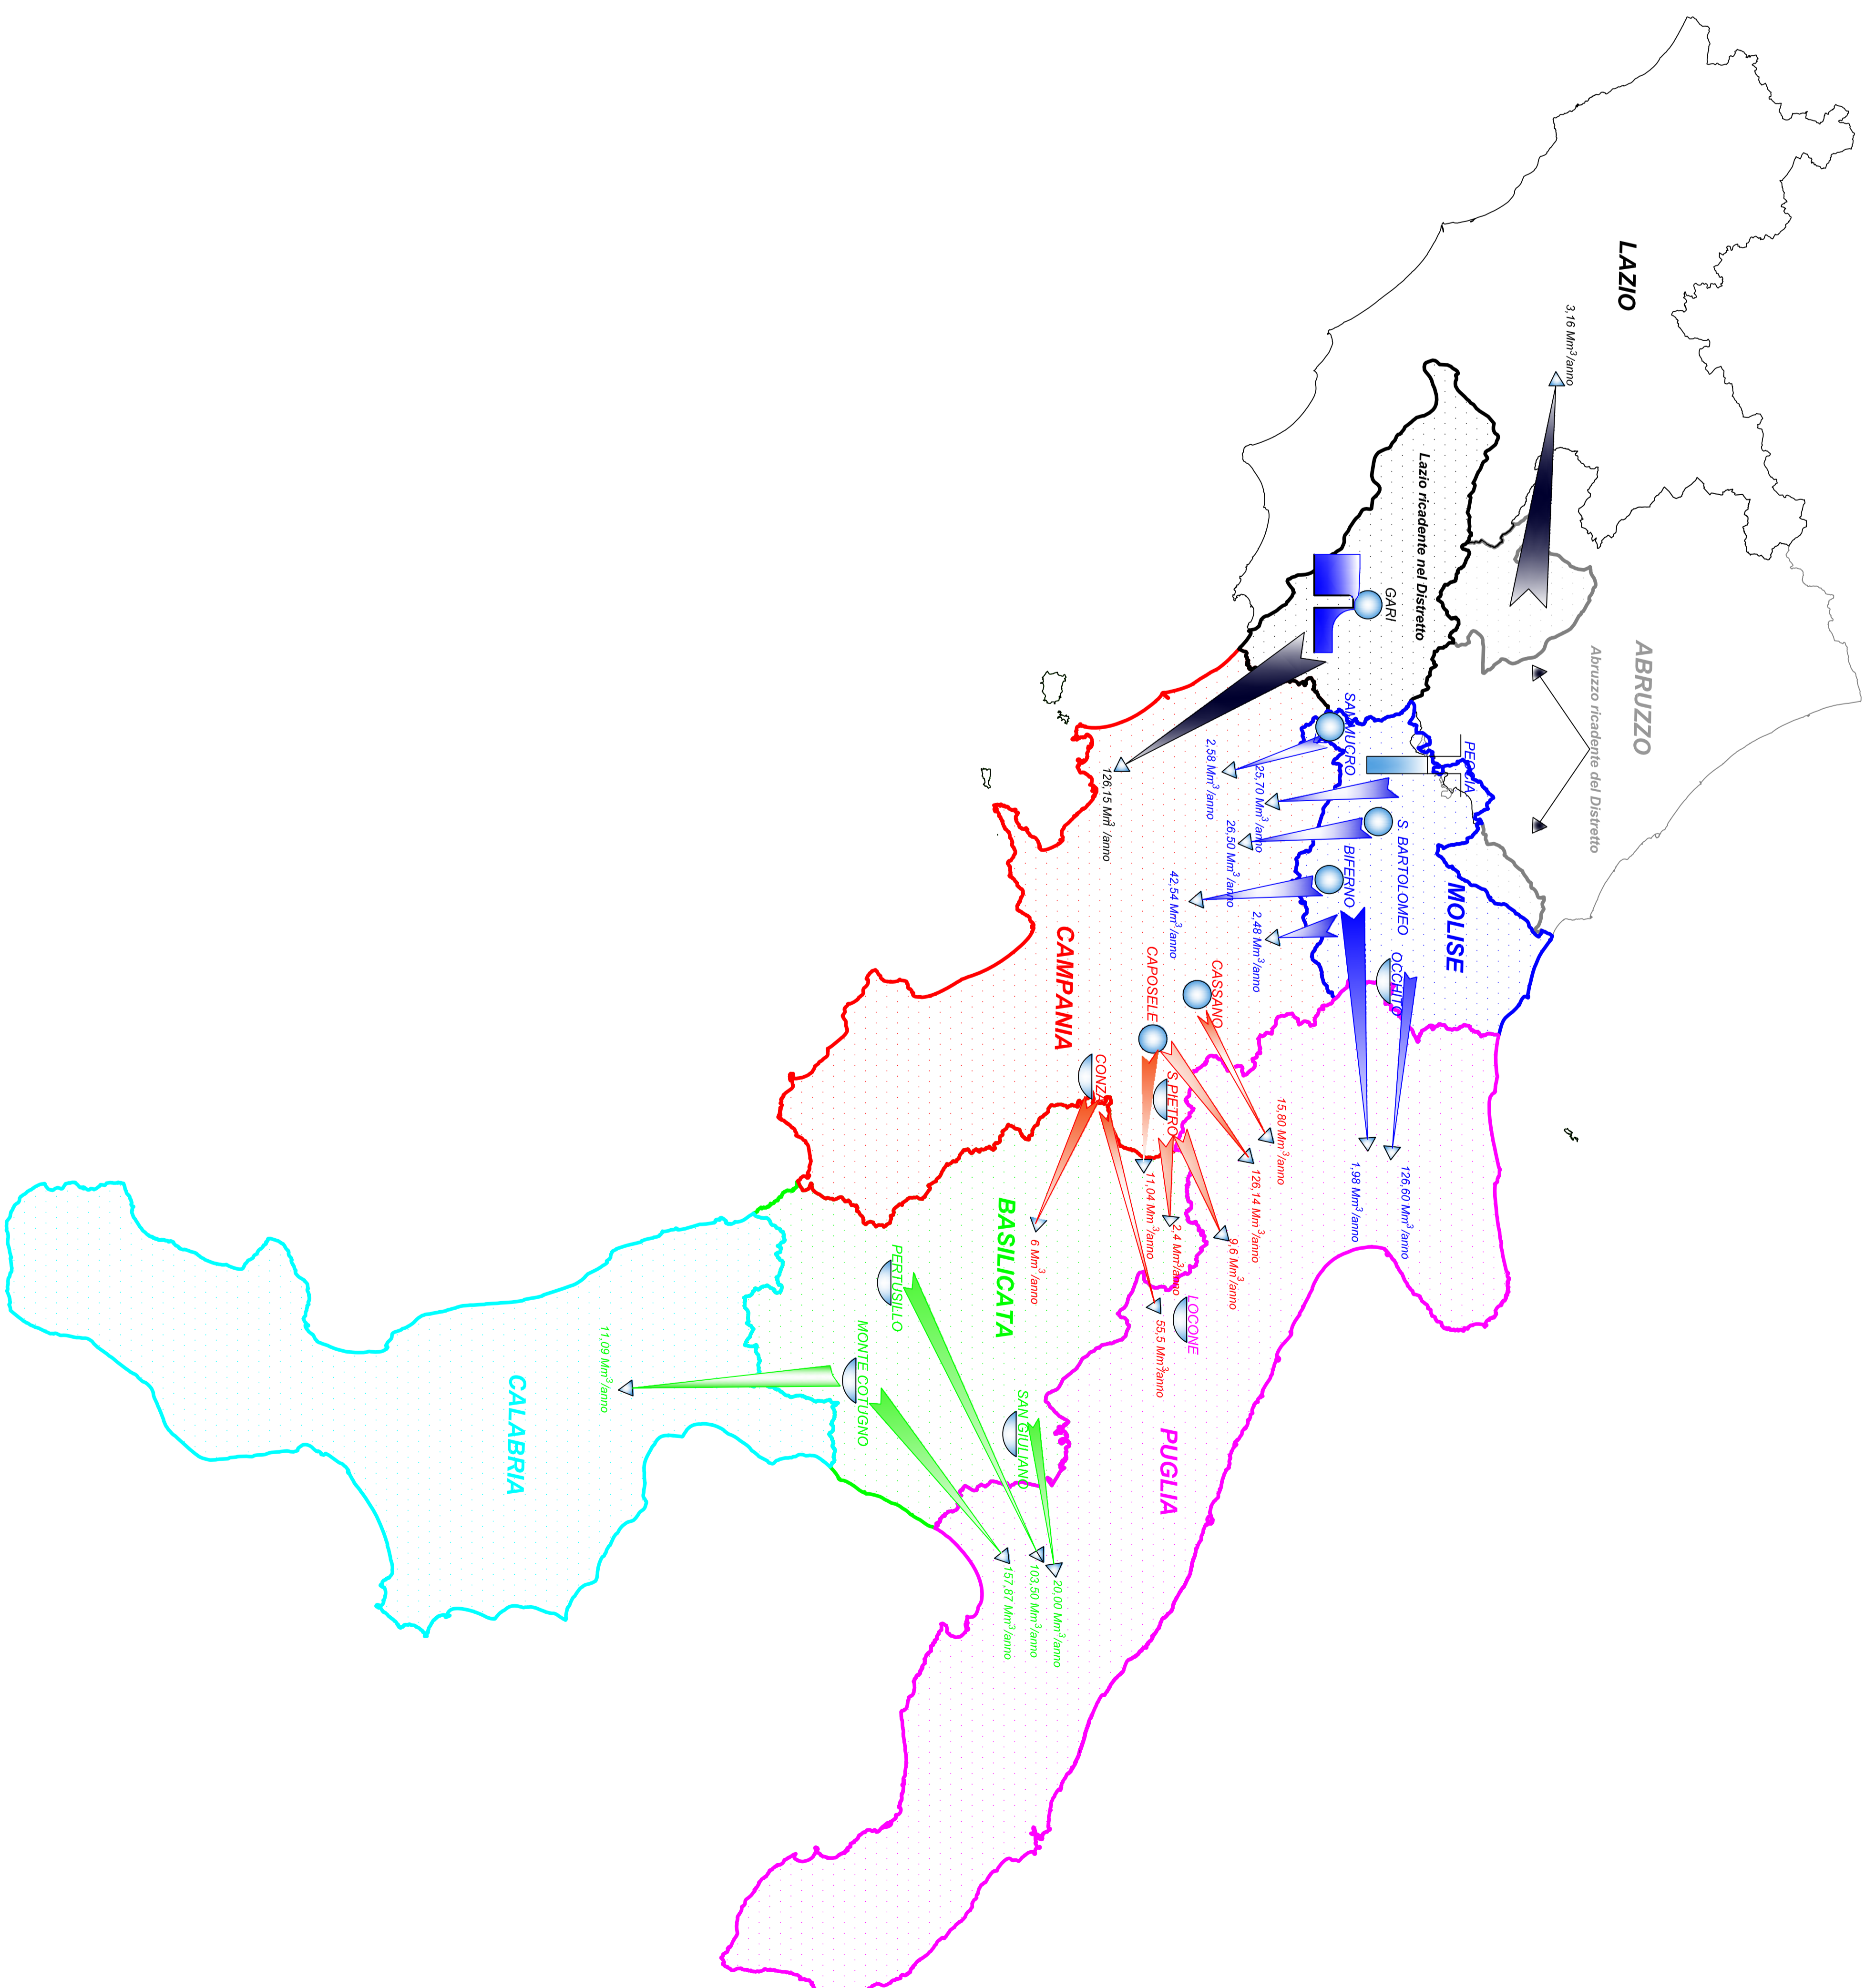 LAZIO
3,16 Mm³/anno
ABRUZZO
Abruzzo ricadente del Distretto
Lazio ricadente nel Distretto
GARI
126,15 Mm³ /anno
SAMMUCRO
2,58 Mm³/anno
PECCIA
25,70 Mm³/anno
S. BARTOLOMEO
26,50 Mm³/anno
BIFERNO
42,54 Mm³/anno
2,48 Mm³/anno
MOLISE
OCCHITO
1,98 Mm³/anno
126,60 Mm³/anno
CAMPANIA
CASSANO
15,80 Mm³/anno
CAPOSELE
126,14 Mm³/anno
11,04 Mm³/anno
S.PIETRO
2,4 Mm³/anno
9,6 Mm³/anno
CONZA
6 Mm³/anno
55,5 Mm³/anno
LOCONE
BASILICATA
PERTUSILLO
MONTE COTUGNO
SAN GIULIANO
11,09 Mm³/anno
157,87 Mm³/anno
103,50 Mm³/anno
20,00 Mm³/anno
PUGLIA
CALABRIA